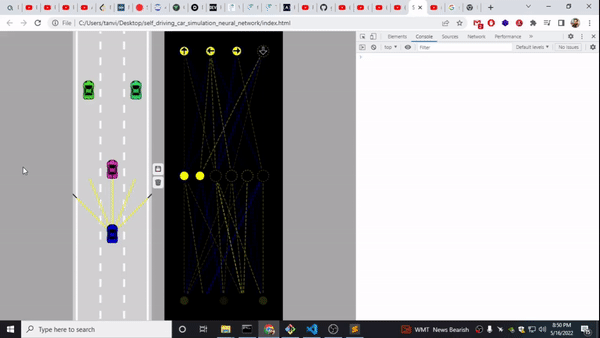 File
C:/Users/tanvi/Desktop/self_driving_car_simulation_neural_network/index.html
Elements Console Sources Network Performance
top Filter Default levels No Issues
Type here to search
WMT News Bearish
8:50 PM
5/16/2022